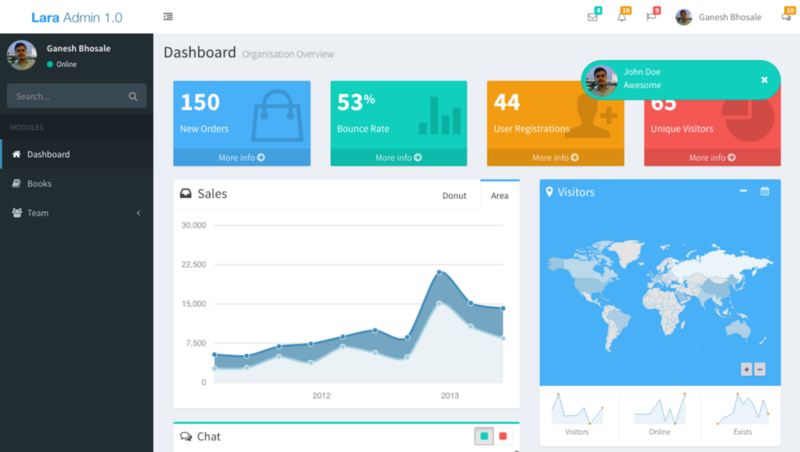 Lara Admin 1.0
4
10
9
Ganesh Bhosale
10
Ganesh Bhosale
Online
Search...
MODULES
Dashboard
Books
Team
Dashboard Organisation Overview
John Doe
Awesome
150
New Orders
More info
53%
Bounce Rate
More info
44
User Registrations
More info
65
Unique Visitors
More info
Sales
Donut
Area
30,000
22,500
15,000
7,500
0
2012
2013
Visitors
Visitors
Online
Exists
Chat